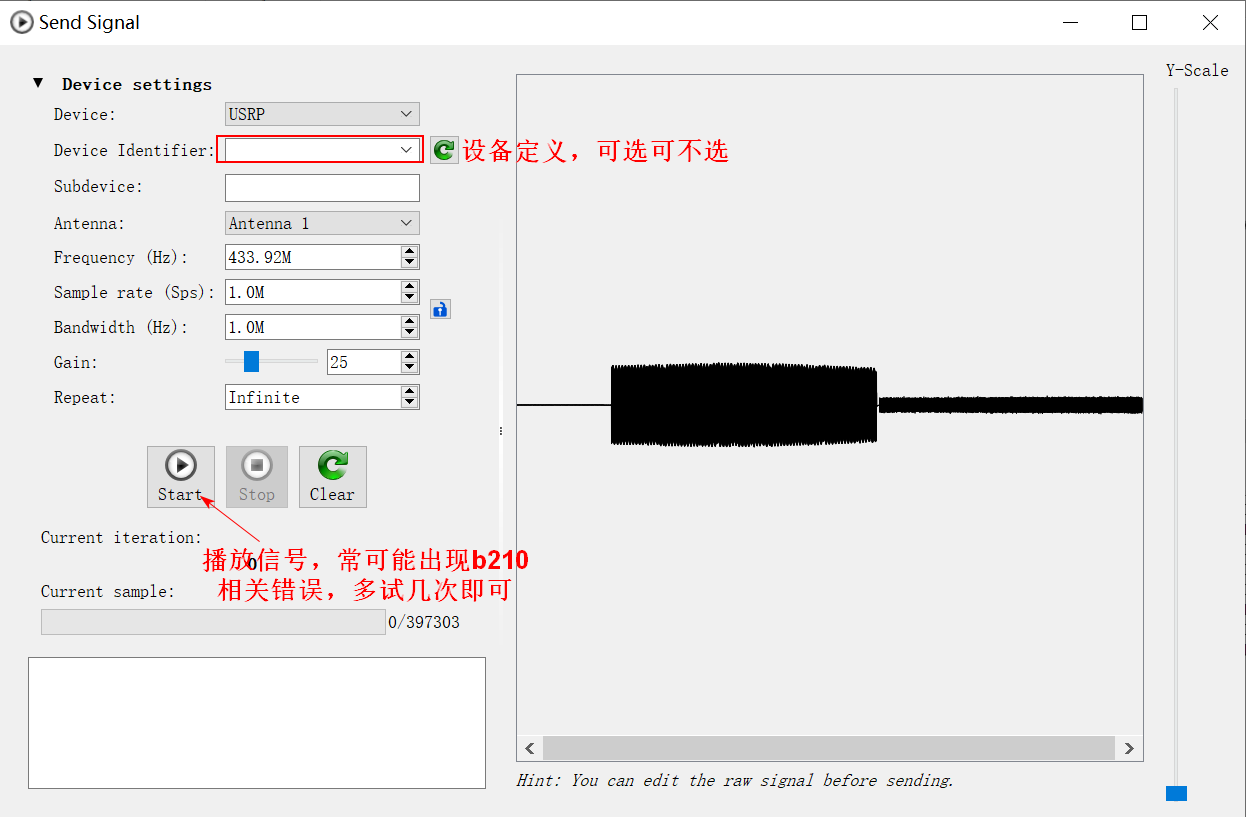 Send Signal
Y-Scale
▼ Device settings
Device: USRP
Device Identifier: 设备定义，可选可不选
Subdevice:
Antenna: Antenna 1
Frequency (Hz): 433.92M
Sample rate (Sps): 1.0M
Bandwidth (Hz): 1.0M
Gain: 25
Repeat: Infinite
Start Stop Clear
Current iteration:
0
播放信号，常可能出现b210
相关错误，多试几次即可
Current sample:
0/397303
Hint: You can edit the raw signal before sending.